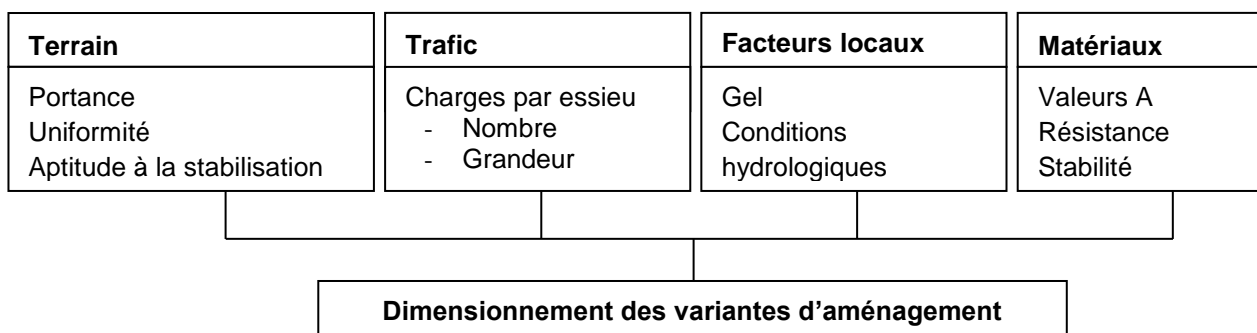 Terrain
Portance
Uniformité
Aptitude à la stabilisation
Trafic
Charges par essieu
- Nombre
- Grandeur
Facteurs locaux
Gel
Conditions
hydrologiques
Matériaux
Valeurs A
Résistance
Stabilité
Dimensionnement des variantes d’aménagement